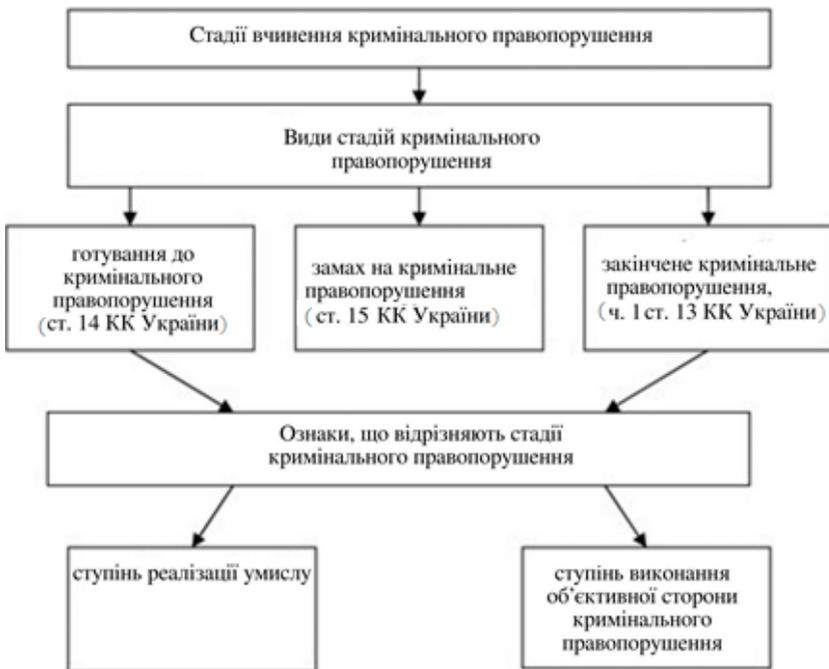 Стадії вчинення кримінального правопорушення
Види стадій кримінального
правопорушення
готування до
кримінального
правопорушення
(ст. 14 КК України)
замах на кримінальне
правопорушення
( ст. 15 КК України)
закінчене кримінальне
правопорушення,
(ч. 1 ст. 13 КК України)
Ознаки, що відрізняють стадії
кримінального правопорушення
ступінь реалізації умислу
ступінь виконання
об’єктивної сторони
кримінального
правопорушення